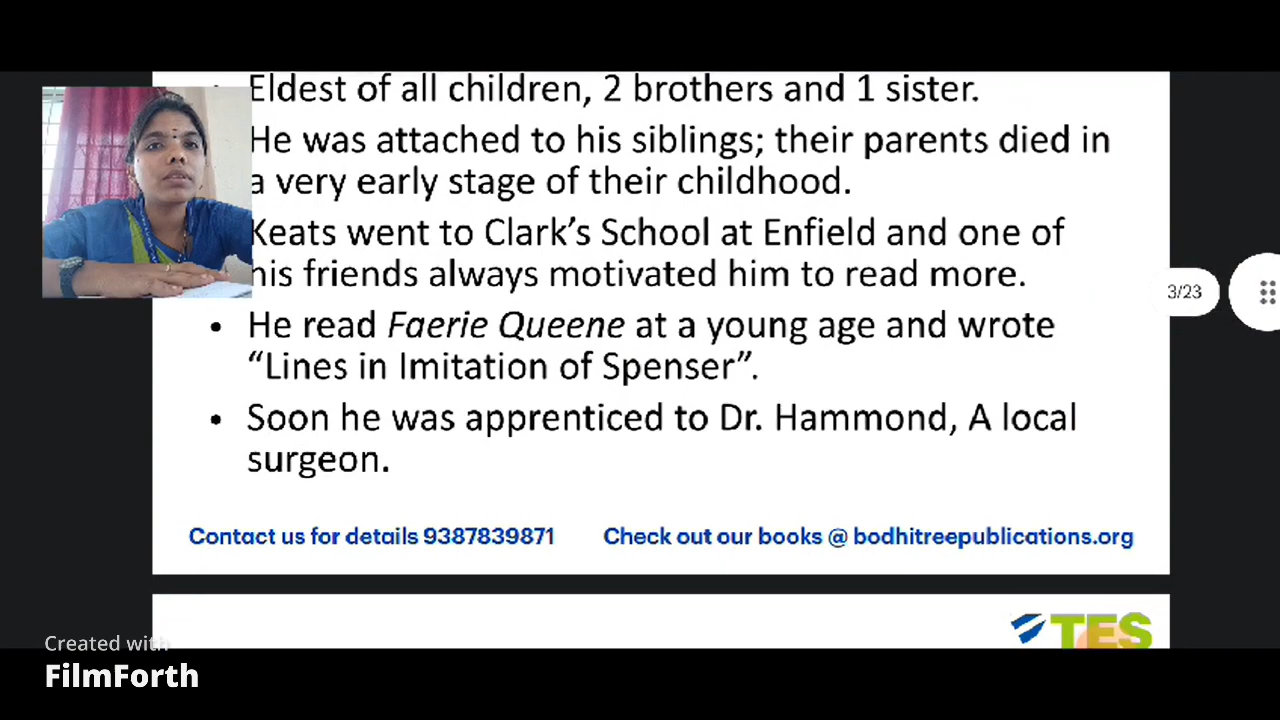 Eldest of all children, 2 brothers and 1 sister.
He was attached to his siblings; their parents died in
a very early stage of their childhood.
Keats went to Clark’s School at Enfield and one of
his friends always motivated him to read more.
3/23
• He read Faerie Queene at a young age and wrote
“Lines in Imitation of Spenser”.
• Soon he was apprenticed to Dr. Hammond, A local
surgeon.
Contact us for details 9387839871 Check out our books @ bodhitreepublications.org
TES
Created with
FilmForth